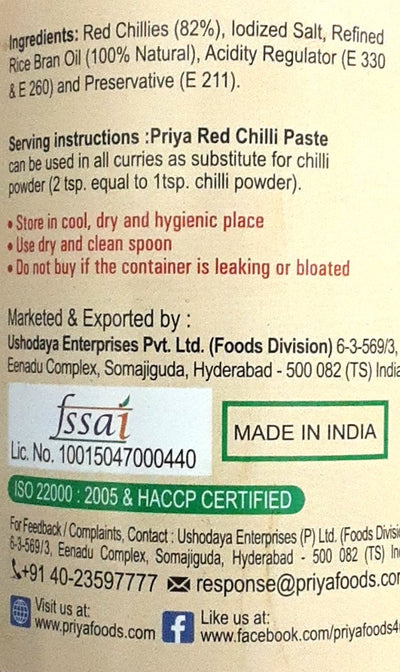 Ingredients: Red Chillies (82%), Iodized Salt, Refined
Rice Bran Oil (100% Natural), Acidity Regulator (E 330
& E 260) and Preservative (E 211).
Serving instructions :Priya Red Chilli Paste
can be used in all curries as substitute for chilli
powder (2 tsp. equal to 1tsp. chilli powder).
• Store in cool, dry and hygienic place
• Use dry and clean spoon
• Do not buy if the container is leaking or bloated
Marketed & Exported by :
Ushodaya Enterprises Pvt. Ltd. (Foods Division) 6-3-569/3,
Eenadu Complex, Somajiguda, Hyderabad - 500 082 (TS) India
fssai
Lic. No. 10015047000440
MADE IN INDIA
ISO 22000 : 2005 & HACCP CERTIFIED
For Feedback / Complaints, Contact : Ushodaya Enterprises (P) Ltd. (Foods
6-3-569/3, Eenadu Complex, Somajiguda, Hyderabad - 500 082 (TS)
+91 40-23597777 response@priyafoods.co
Visit us at:
www.priyafoods.com
Like us at:
www.facebook.com/priyafoods4